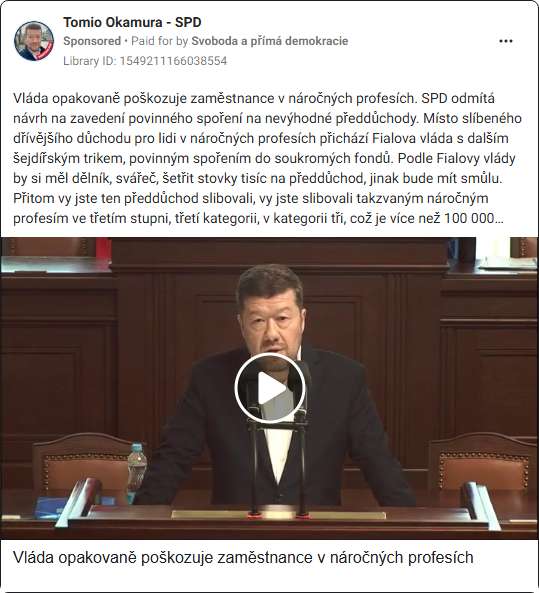 Tomio Okamura - SPD
Sponsored • Paid for by Svoboda a přímá demokracie
Library ID: 1549211166038554
Vláda opakovaně poškozuje zaměstnance v náročných profesích. SPD odmítá
návrh na zavedení povinného spoření na nevýhodné předdůchody. Místo slíbeného
dřívějšího důchodu pro lidi v náročných profesích přichází Fialova vláda s dalším
šejdířským trikem, povinným spořením do soukromých fondů. Podle Fialovy vlády
by si měl dělník, svářeč, šetřit stovky tisíc na předdůchod, jinak bude mít smůlu.
Přitom vy jste ten předdůchod slibovali, vy jste slibovali takzvaným náročným
profesím ve třetím stupni, třetí kategorii, v kategorii tři, což je více než 100 000...
Vláda opakovaně poškozuje zaměstnance v náročných profesích